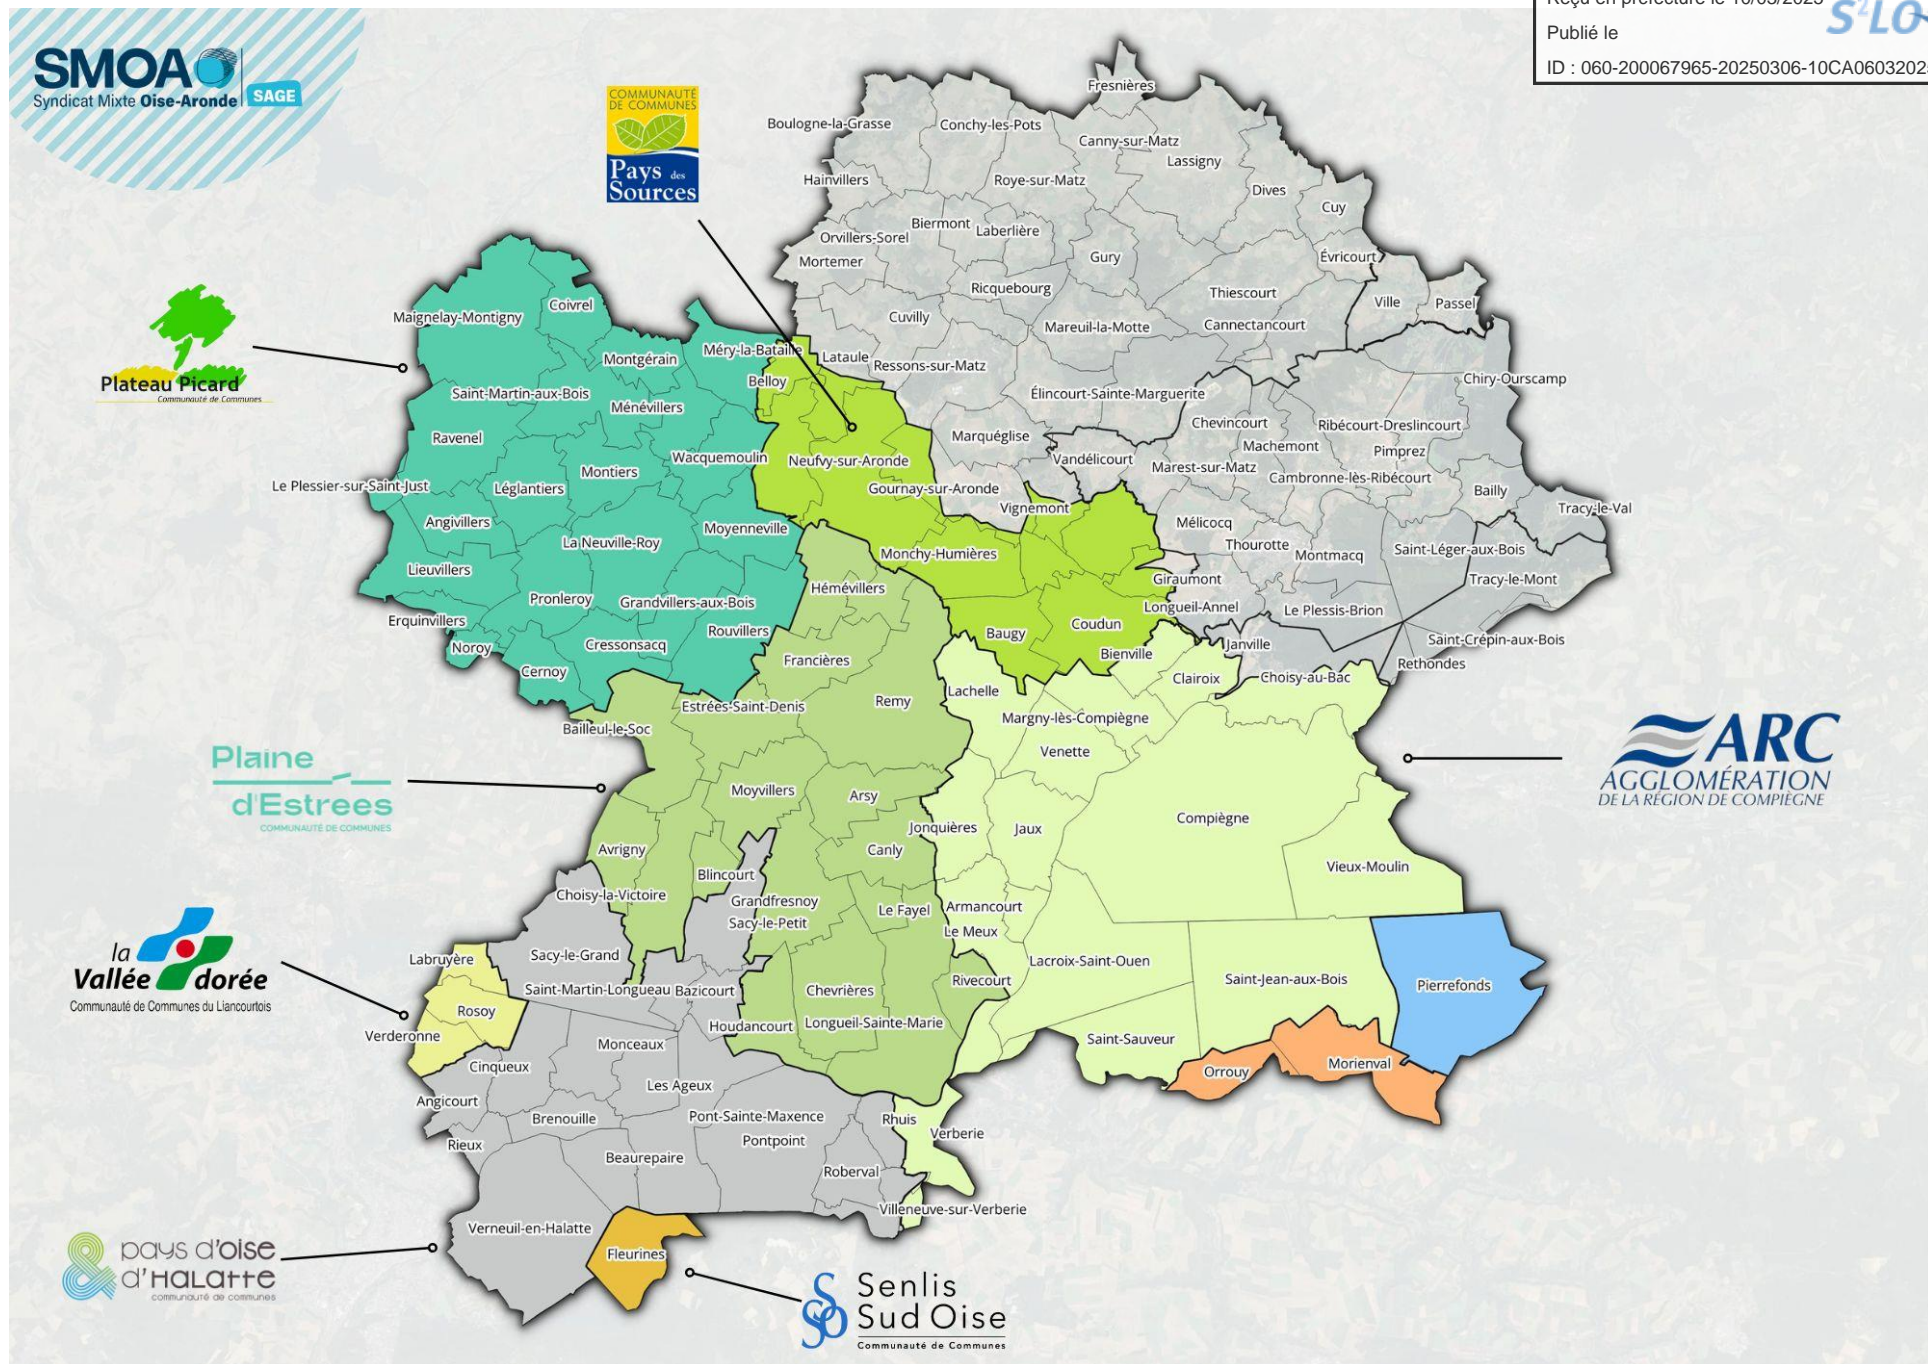 Reçu en préfecture le 10/03/2025
Publié le
S²LO
ID : 060-200067965-20250306-10CA0603202
SMOA
Syndicat Mixte Oise-Aronde
SAGE
COMMUNAUTÉ
DE COMMUNES
Pays des
Sources
Fresnières
Boulogne-la-Grasse
Conchy-les-Pots
Canny-sur-Matz
Lassigny
Hainvillers
Roye-sur-Matz
Dives
Cuy
Biermont
Laberlière
Orvillers-Sorel
Mortemer
Gury
Évricourt
Ricquebourg
Thiescourt
Ville
Passel
Cuvilly
Mareuil-la-Motte
Cannectancourt
Coivrel
Maignelay-Montigny
Montgérain
Méry-la-Bataille
Lataule
Ressons-sur-Matz
Belloy
Chiry-Ourscamp
Plateau Picard
Communauté de Communes
Saint-Martin-aux-Bois
Ménévillers
Élincourt-Sainte-Marguerite
Chevincourt
Ribécourt-Dreslincourt
Ravenel
Marquéglise
Machemont
Pimprez
Wacquemoulin
Neufvy-sur-Aronde
Vandélicourt
Marest-sur-Matz
Cambronne-lès-Ribécourt
Montiers
Le Plessier-sur-Saint-Just
Léglantiers
Gournay-sur-Aronde
Bailly
Vignemont
Tracy-le-Val
Angivillers
Moyenneville
Mélicocq
La Neuville-Roy
Monchy-Humières
Thourotte
Montmacq
Saint-Léger-aux-Bois
Lieuvillers
Giraumont
Tracy-le-Mont
Hémévillers
Pronleroy
Grandvillers-aux-Bois
Longueil-Annel
Le Plessis-Brion
Erquinvillers
Rouvillers
Baugy
Coudun
Noroy
Cressonsacq
Bienville
Janville
Saint-Crépin-aux-Bois
Francières
Rethondes
Cernoy
Clairoix
Choisy-au-Bac
Lachelle
Estrées-Saint-Denis
Remy
Bailleul-le-Soc
Margny-lès-Compiègne
Venette
ARC
AGGLOMÉRATION
DE LA RÉGION DE COMPIÈGNE
Plaine
d'Estrees
COMMUNAUTÉ DE COMMUNES
Moyvillers
Arsy
Compiègne
Jonquières
Jaux
Avrigny
Canly
Vieux-Moulin
Blincourt
Choisy-la-Victoire
Grandfresnoy
Le Fayel
Armancourt
Sacy-le-Petit
Le Meux
la
Vallée dorée
Communauté de Communes du Liancourtois
Labruyère
Sacy-le-Grand
Lacroix-Saint-Ouen
Rivecourt
Saint-Jean-aux-Bois
Pierrefonds
Saint-Martin-Longueau
Bazicourt
Chevrières
Rosoy
Houdancourt
Longueil-Sainte-Marie
Verderonne
Monceaux
Saint-Sauveur
Cinqueux
Morienval
Orrouy
Les Ageux
Angicourt
Brenouille
Pont-Sainte-Maxence
Rhuis
Verberie
Rieux
Pontpoint
Beaurepaire
Roberval
Villeneuve-sur-Verberie
Verneuil-en-Halatte
pays d'oise
& d'Halatte
communauté de communes
Fleurines
Senlis
Sud Oise
Communauté de Communes